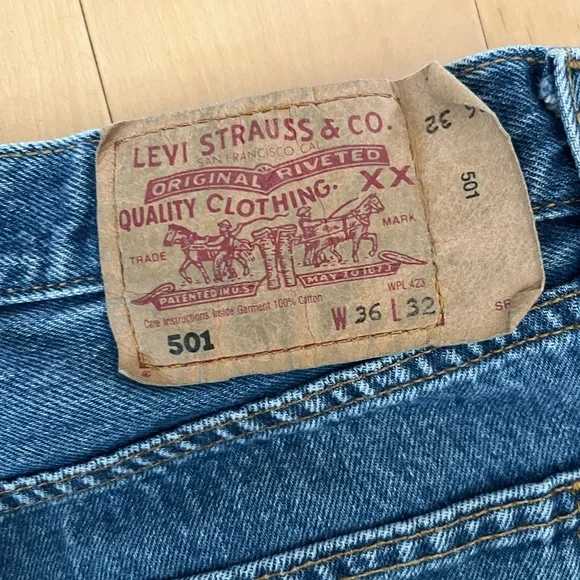 LEVI STRAUSS & CO.
SAN FRANCISCO CAL
ORIGINAL RIVETED
QUALITY CLOTHING. XX
TRADE MARK
PATENTED IN U.S. MAY 20 1873
WPL 423
Care Instructions Inside Garment 100% Cotton
501 W 36 L 32
32
501